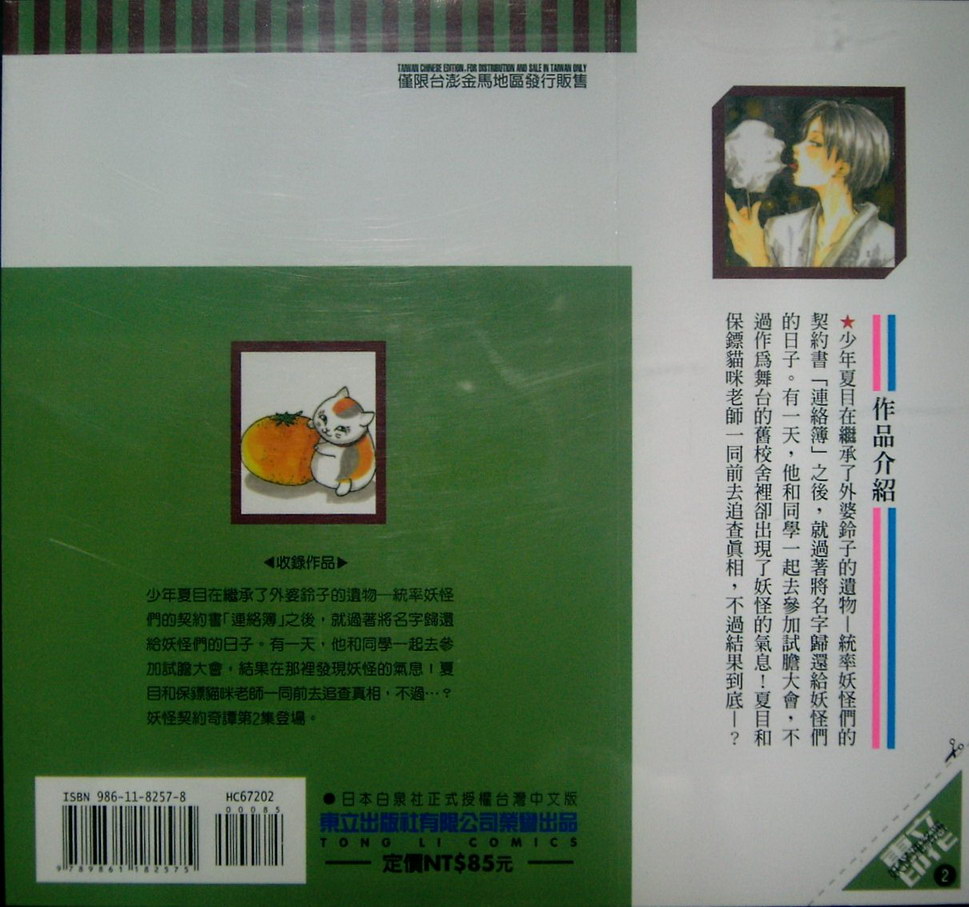 TAIWAN CHINESE EDITION. FOR DISTRIBUTION AND SALE IN TAIWAN ONLY
僅限台澎金馬地區發行販售
◀收錄作品▶
少年夏目在繼承了外婆鈴子的遺物─統率妖怪
們的契約書「連絡簿」之後，就過著將名字歸還
給妖怪們的日子。有一天，他和同學一起去參
加試膽大會，結果在那裡發現妖怪的氣息！夏
目和保鏢貓咪老師一同前去追查真相，不過…？
妖怪契約奇譚第2集登場。
ISBN 986-11-8257-8
HC67202
00085
9789861182575
●日本白泉社正式授權台灣中文版
東立出版社有限公司榮譽出品
TONG LI COMICS
定價NT$85元
作品介紹
★少年夏目在繼承了外婆鈴子的遺物─統率妖怪們的
契約書「連絡簿」之後，就過著將名字歸還給妖怪們
的日子。有一天，他和同學一起去參加試膽大會，不
過作為舞台的舊校舍裡卻出現了妖怪的氣息！夏目和
保鏢貓咪老師一同前去追查真相，不過結果到底─？
東立
2